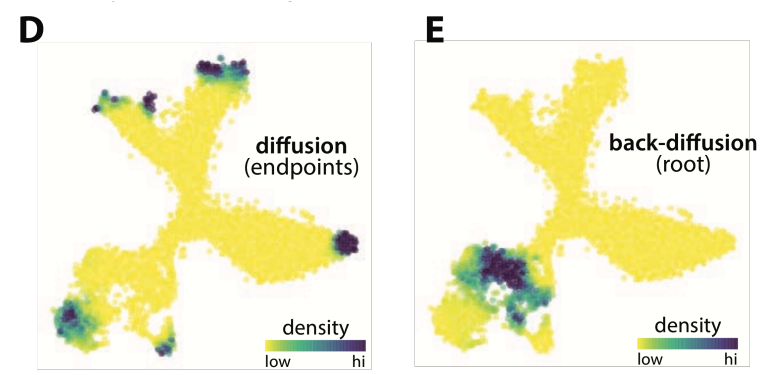 D
diffusion
(endpoints)
density
low hi
E
back-diffusion
(root)
density
low hi